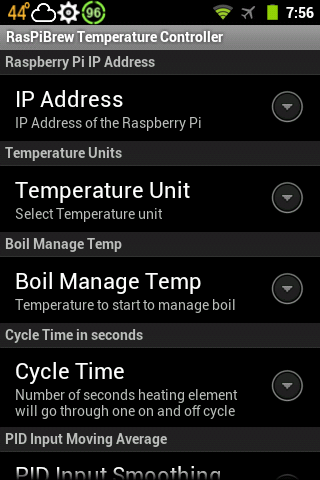 44° 96 7:56
RasPiBrew Temperature Controller
Raspberry Pi IP Address
IP Address
IP Address of the Raspberry Pi
Temperature Units
Temperature Unit
Select Temperature unit
Boil Manage Temp
Boil Manage Temp
Temperature to start to manage boil
Cycle Time in seconds
Cycle Time
Number of seconds heating element
will go through one on and off cycle
PID Input Moving Average
PID Input Smoothing